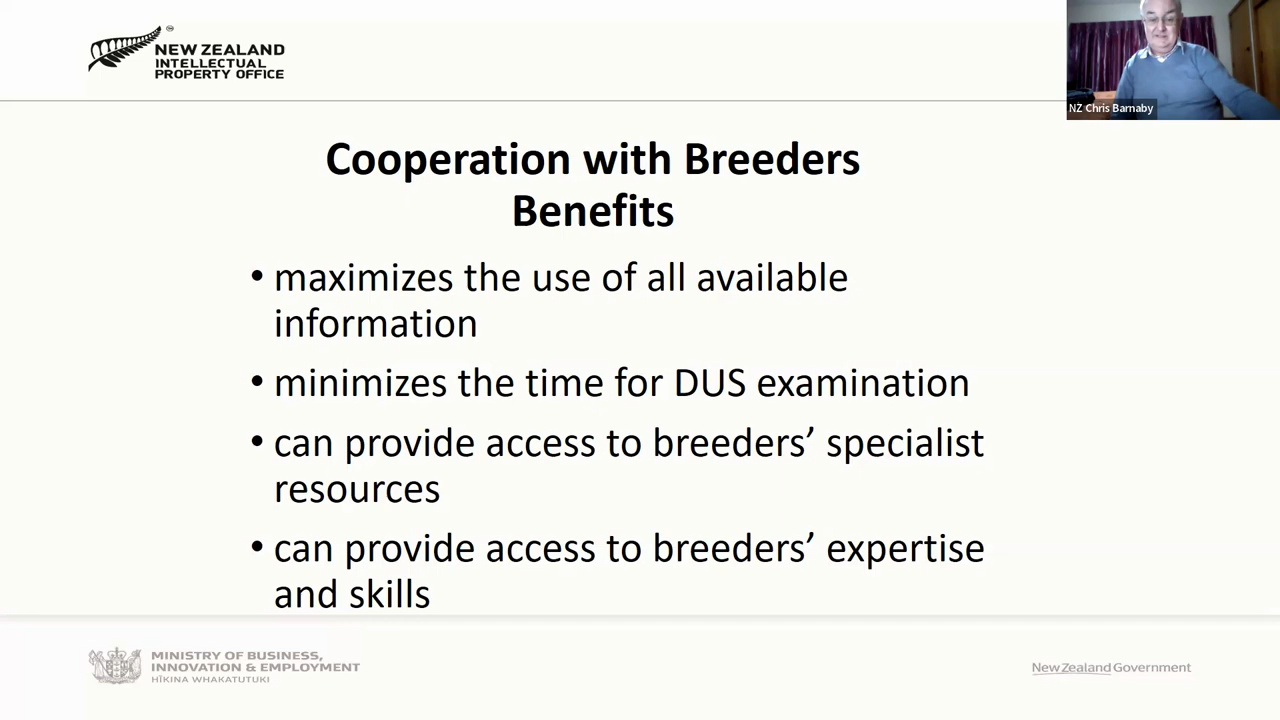 NEW ZEALAND
INTELLECTUAL
PROPERTY OFFICE
NZ Chris Barnaby
Cooperation with Breeders
Benefits
• maximizes the use of all available
information
• minimizes the time for DUS examination
• can provide access to breeders’ specialist
resources
• can provide access to breeders’ expertise
and skills
MINISTRY OF BUSINESS,
INNOVATION & EMPLOYMENT
HĪKINA WHAKATUTUKI
New Zealand Government